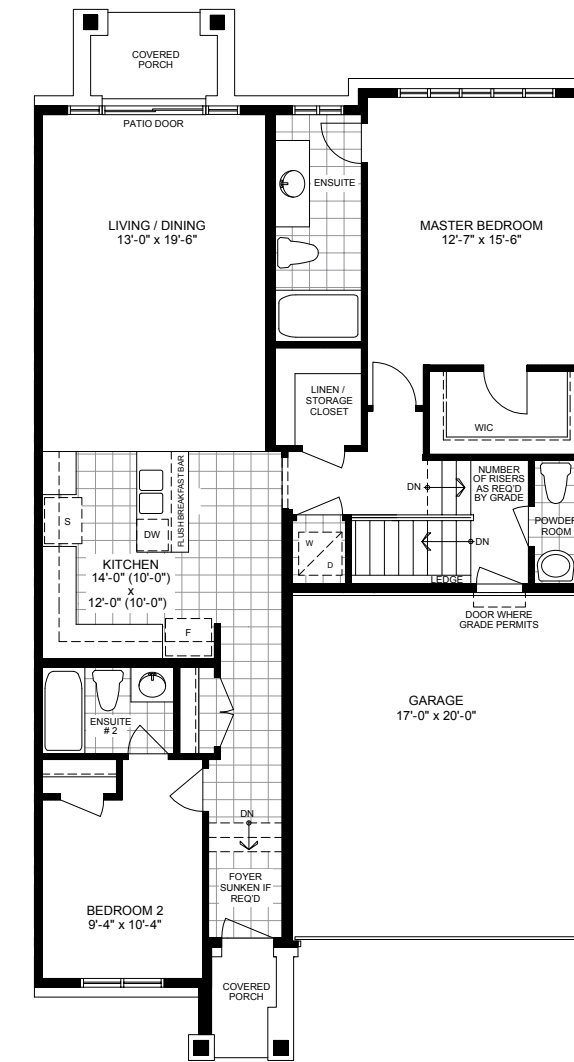 COVERED
PORCH
PATIO DOOR
ENSUITE
LIVING / DINING
13'-0" x 19'-6"
MASTER BEDROOM
12'-7" x 15'-6"
LINEN /
STORAGE
CLOSET
WIC
FLUSH BREAKFAST BAR
NUMBER
OF RISERS
AS REQ'D
BY GRADE
DN
S
DW
POWDER
ROOM
W
D
DN
KITCHEN
14'-0" (10'-0")
x
12'-0" (10'-0")
LEDGE
F
DOOR WHERE
GRADE PERMITS
ENSUITE
# 2
GARAGE
17'-0" x 20'-0"
DN
FOYER
SUNKEN IF
REQ'D
BEDROOM 2
9'-4" x 10'-4"
COVERED
PORCH